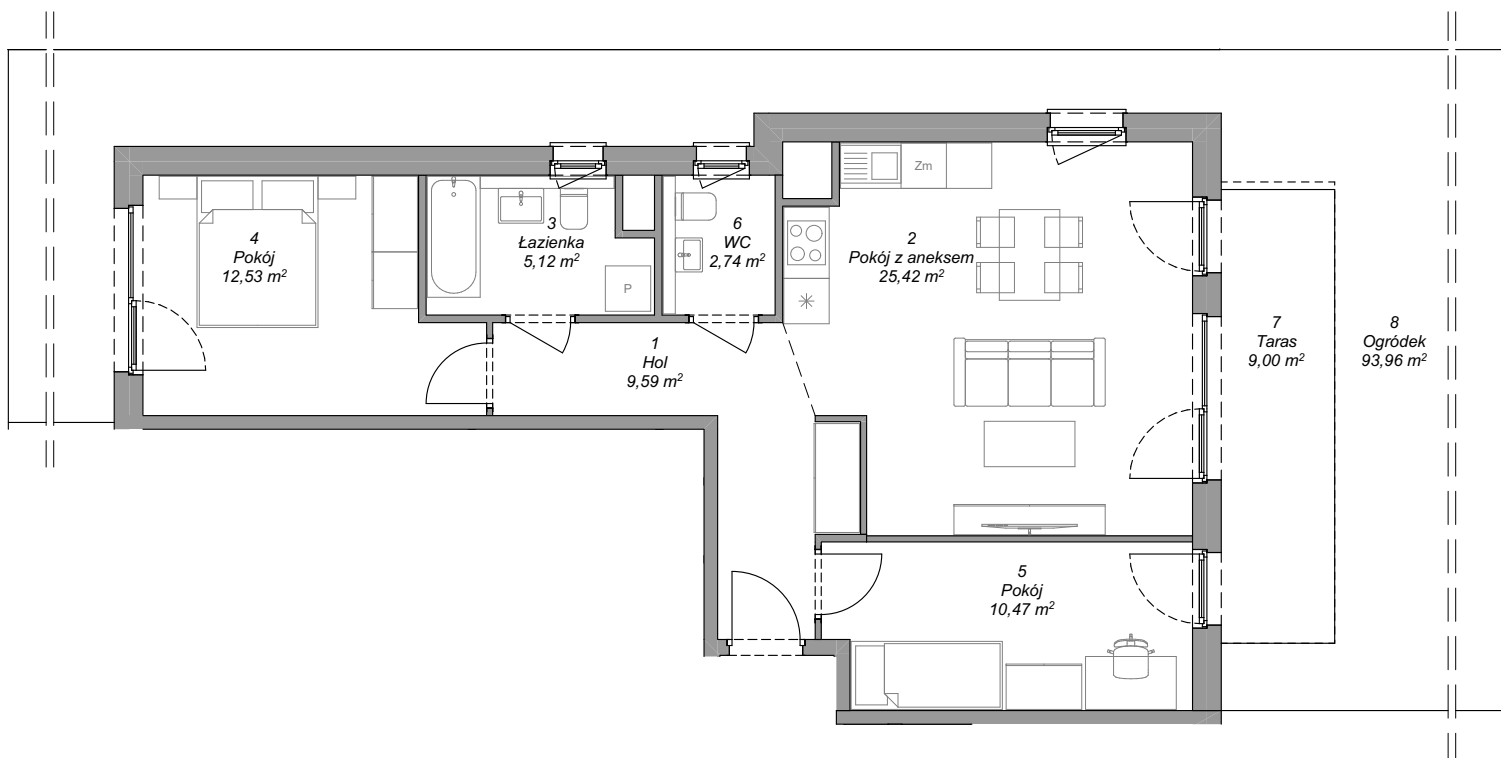 4
Pokój
12,53 m²
3
Łazienka
5,12 m²
P
6
WC
2,74 m²
Zm
2
Pokój z aneksem
25,42 m²
1
Hol
9,59 m²
5
Pokój
10,47 m²
7
Taras
9,00 m²
8
Ogródek
93,96 m²